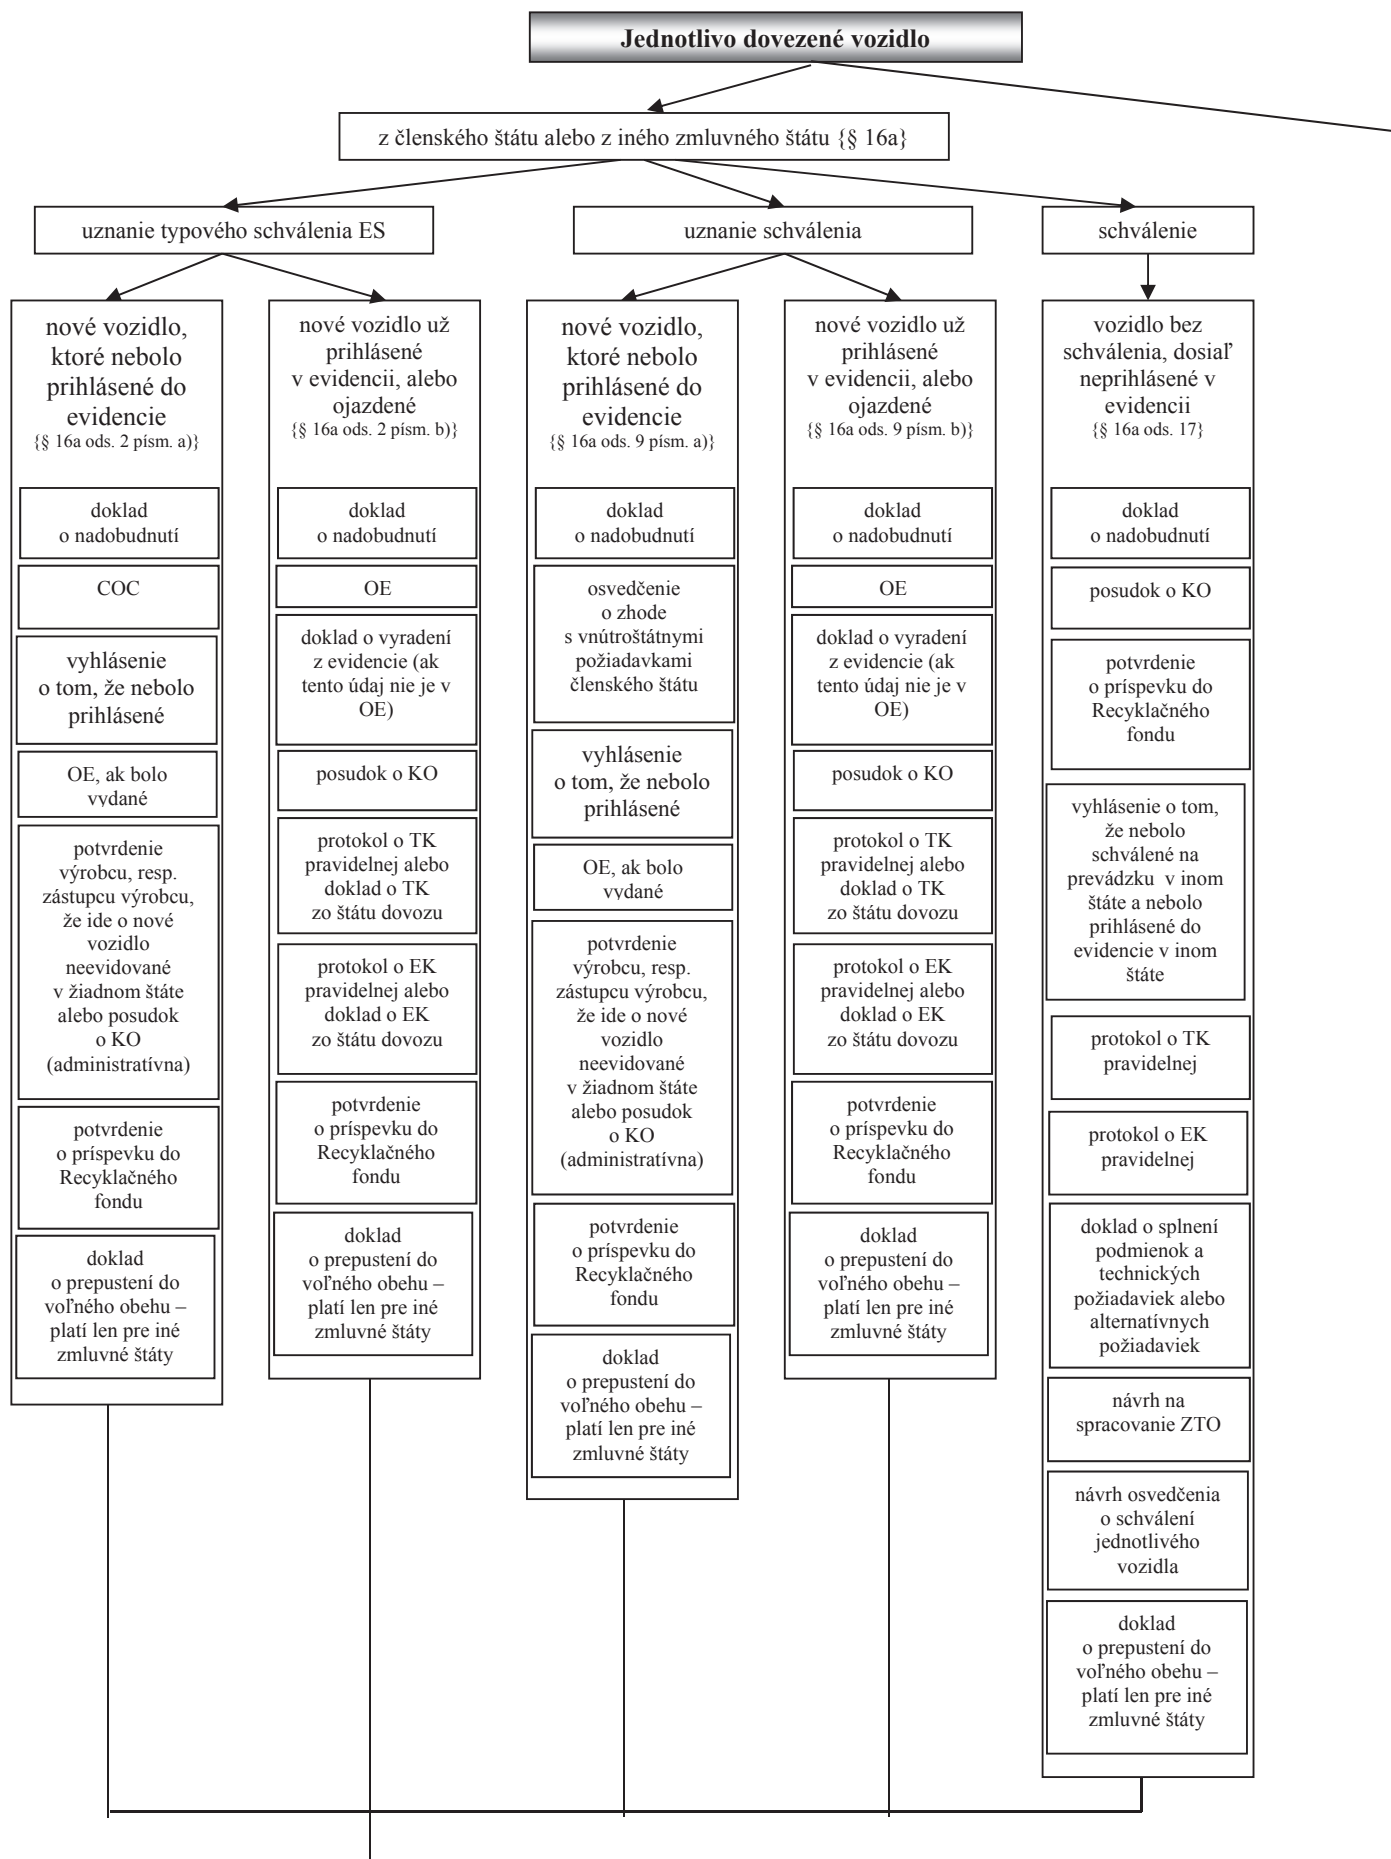 Jednotlivo dovezené vozidlo
z členského štátu alebo z iného zmluvného štátu {§ 16a}
uznanie typového schválenia ES
uznanie schválenia
schválenie
nové vozidlo,
ktoré nebolo
prihlásené do
evidencie
{§ 16a ods. 2 písm. a)}
doklad
o nadobudnutí
COC
vyhlásenie
o tom, že nebolo
prihlásené
OE, ak bolo
vydané
potvrdenie
výrobcu, resp.
zástupcu výrobcu,
že ide o nové
vozidlo
neevidované
v žiadnom štáte
alebo posudok
o KO
(administratívna)
potvrdenie
o príspevku do
Recyklačného
fondu
doklad
o prepustení do
voľného obehu –
platí len pre iné
zmluvné štáty
nové vozidlo už
prihlásené
v evidencii, alebo
ojazdené
{§ 16a ods. 2 písm. b)}
doklad
o nadobudnutí
OE
doklad o vyradení
z evidencie (ak
tento údaj nie je v
OE)
posudok o KO
protokol o TK
pravidelnej alebo
doklad o TK
zo štátu dovozu
protokol o EK
pravidelnej alebo
doklad o EK
zo štátu dovozu
potvrdenie
o príspevku do
Recyklačného
fondu
doklad
o prepustení do
voľného obehu –
platí len pre iné
zmluvné štáty
nové vozidlo,
ktoré nebolo
prihlásené do
evidencie
{§ 16a ods. 9 písm. a)}
doklad
o nadobudnutí
osvedčenie
o zhode
s vnútroštátnymi
požiadavkami
členského štátu
vyhlásenie
o tom, že nebolo
prihlásené
OE, ak bolo
vydané
potvrdenie
výrobcu, resp.
zástupcu výrobcu,
že ide o nové
vozidlo
neevidované
v žiadnom štáte
alebo posudok
o KO
(administratívna)
potvrdenie
o príspevku do
Recyklačného
fondu
doklad
o prepustení do
voľného obehu –
platí len pre iné
zmluvné štáty
nové vozidlo už
prihlásené
v evidencii, alebo
ojazdené
{§ 16a ods. 9 písm. b)}
doklad
o nadobudnutí
OE
doklad o vyradení
z evidencie (ak
tento údaj nie je v
OE)
posudok o KO
protokol o TK
pravidelnej alebo
doklad o TK
zo štátu dovozu
protokol o EK
pravidelnej alebo
doklad o EK
zo štátu dovozu
potvrdenie
o príspevku do
Recyklačného
fondu
doklad
o prepustení do
voľného obehu –
platí len pre iné
zmluvné štáty
vozidlo bez
schválenia, dosiaľ
neprihlásené v
evidencii
{§ 16a ods. 17}
doklad
o nadobudnutí
posudok o KO
potvrdenie
o príspevku do
Recyklačného
fondu
vyhlásenie o tom,
že nebolo
schválené na
prevádzku v inom
štáte a nebolo
prihlásené do
evidencie v inom
štáte
protokol o TK
pravidelnej
protokol o EK
pravidelnej
doklad o splnení
podmienok a
technických
požiadaviek alebo
alternatívnych
požiadaviek
návrh na
spracovanie ZTO
návrh osvedčenia
o schválení
jednotlivého
vozidla
doklad
o prepustení do
voľného obehu –
platí len pre iné
zmluvné štáty